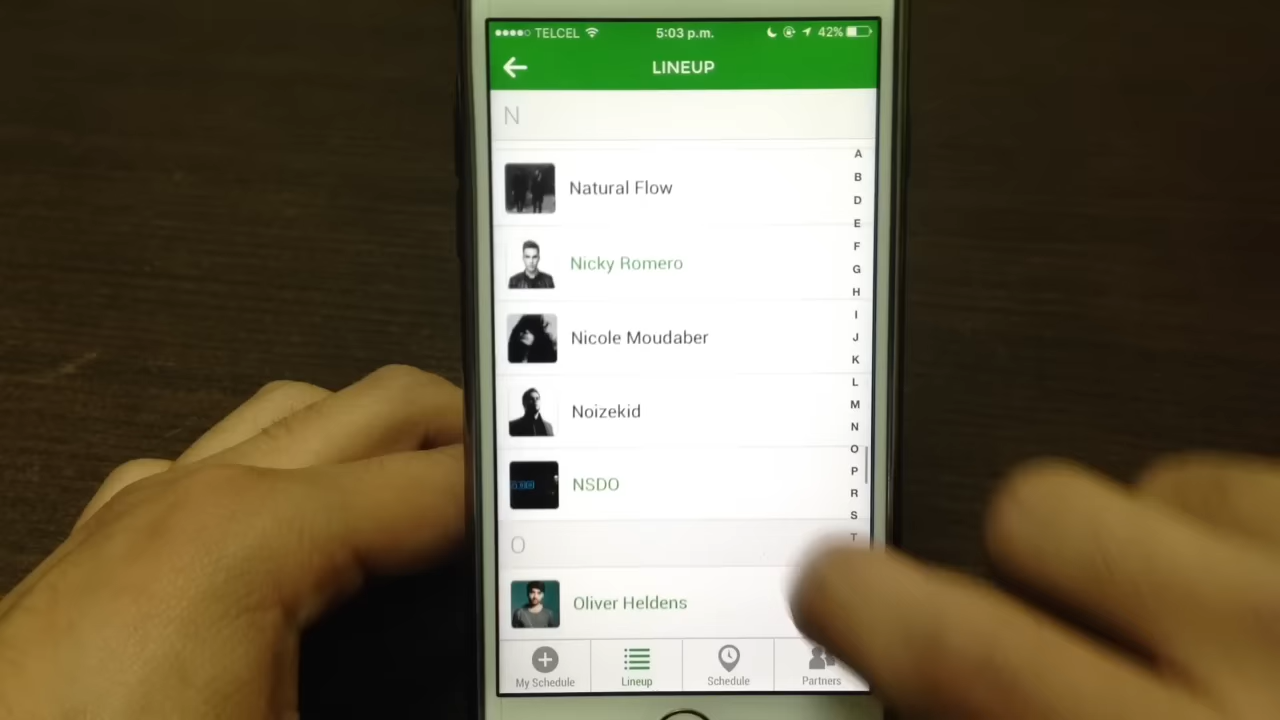 TELCEL 5:03 p.m. 42%
LINEUP
N
A
Natural Flow
B
D
E
Nicky Romero
F
G
H
I
Nicole Moudaber
J
K
L
Noizekid
M
N
O
P
NSDO
R
S
T
O
Oliver Heldens
My Schedule Lineup Schedule Partners